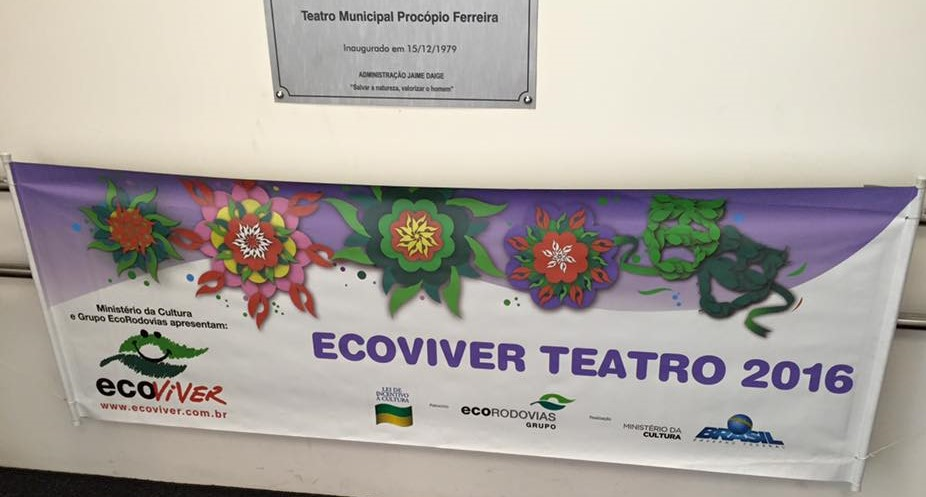 Teatro Municipal Procópio Ferreira
Inaugurado em 15/12/1979
ADMINISTRAÇÃO JAIME DAIGE
"Salvar a natureza, valorizar o homem"
Ministério da Cultura
e Grupo EcoRodovias apresentam:
ecoViVER
www.ecoviver.com.br
ECOVIVER TEATRO 2016
LEI DE
INCENTIVO
À CULTURA
Patrocínio
ecoRODOVIAS
GRUPO
Realização
MINISTÉRIO DA
CULTURA
BRASIL
GOVERNO FEDERAL